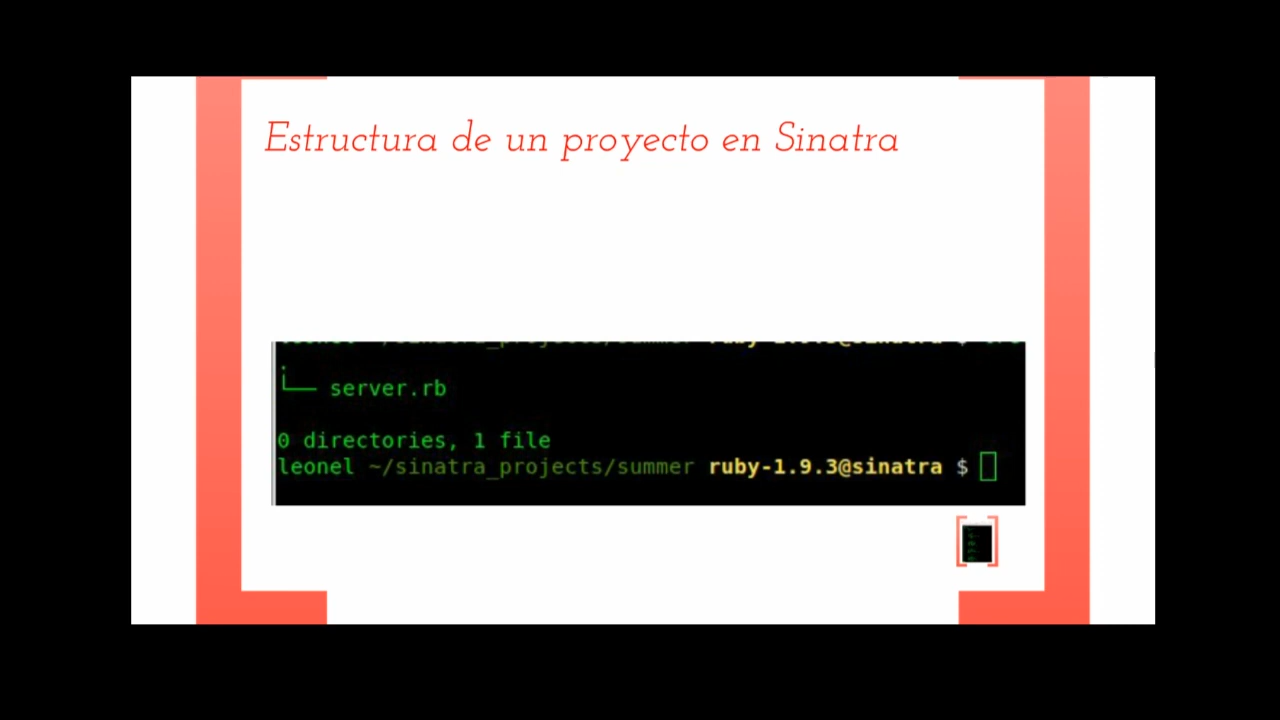 Estructura de un proyecto en Sinatra
.
└── server.rb
0 directories, 1 file
leonel ~/sinatra_projects/summer ruby-1.9.3@sinatra $